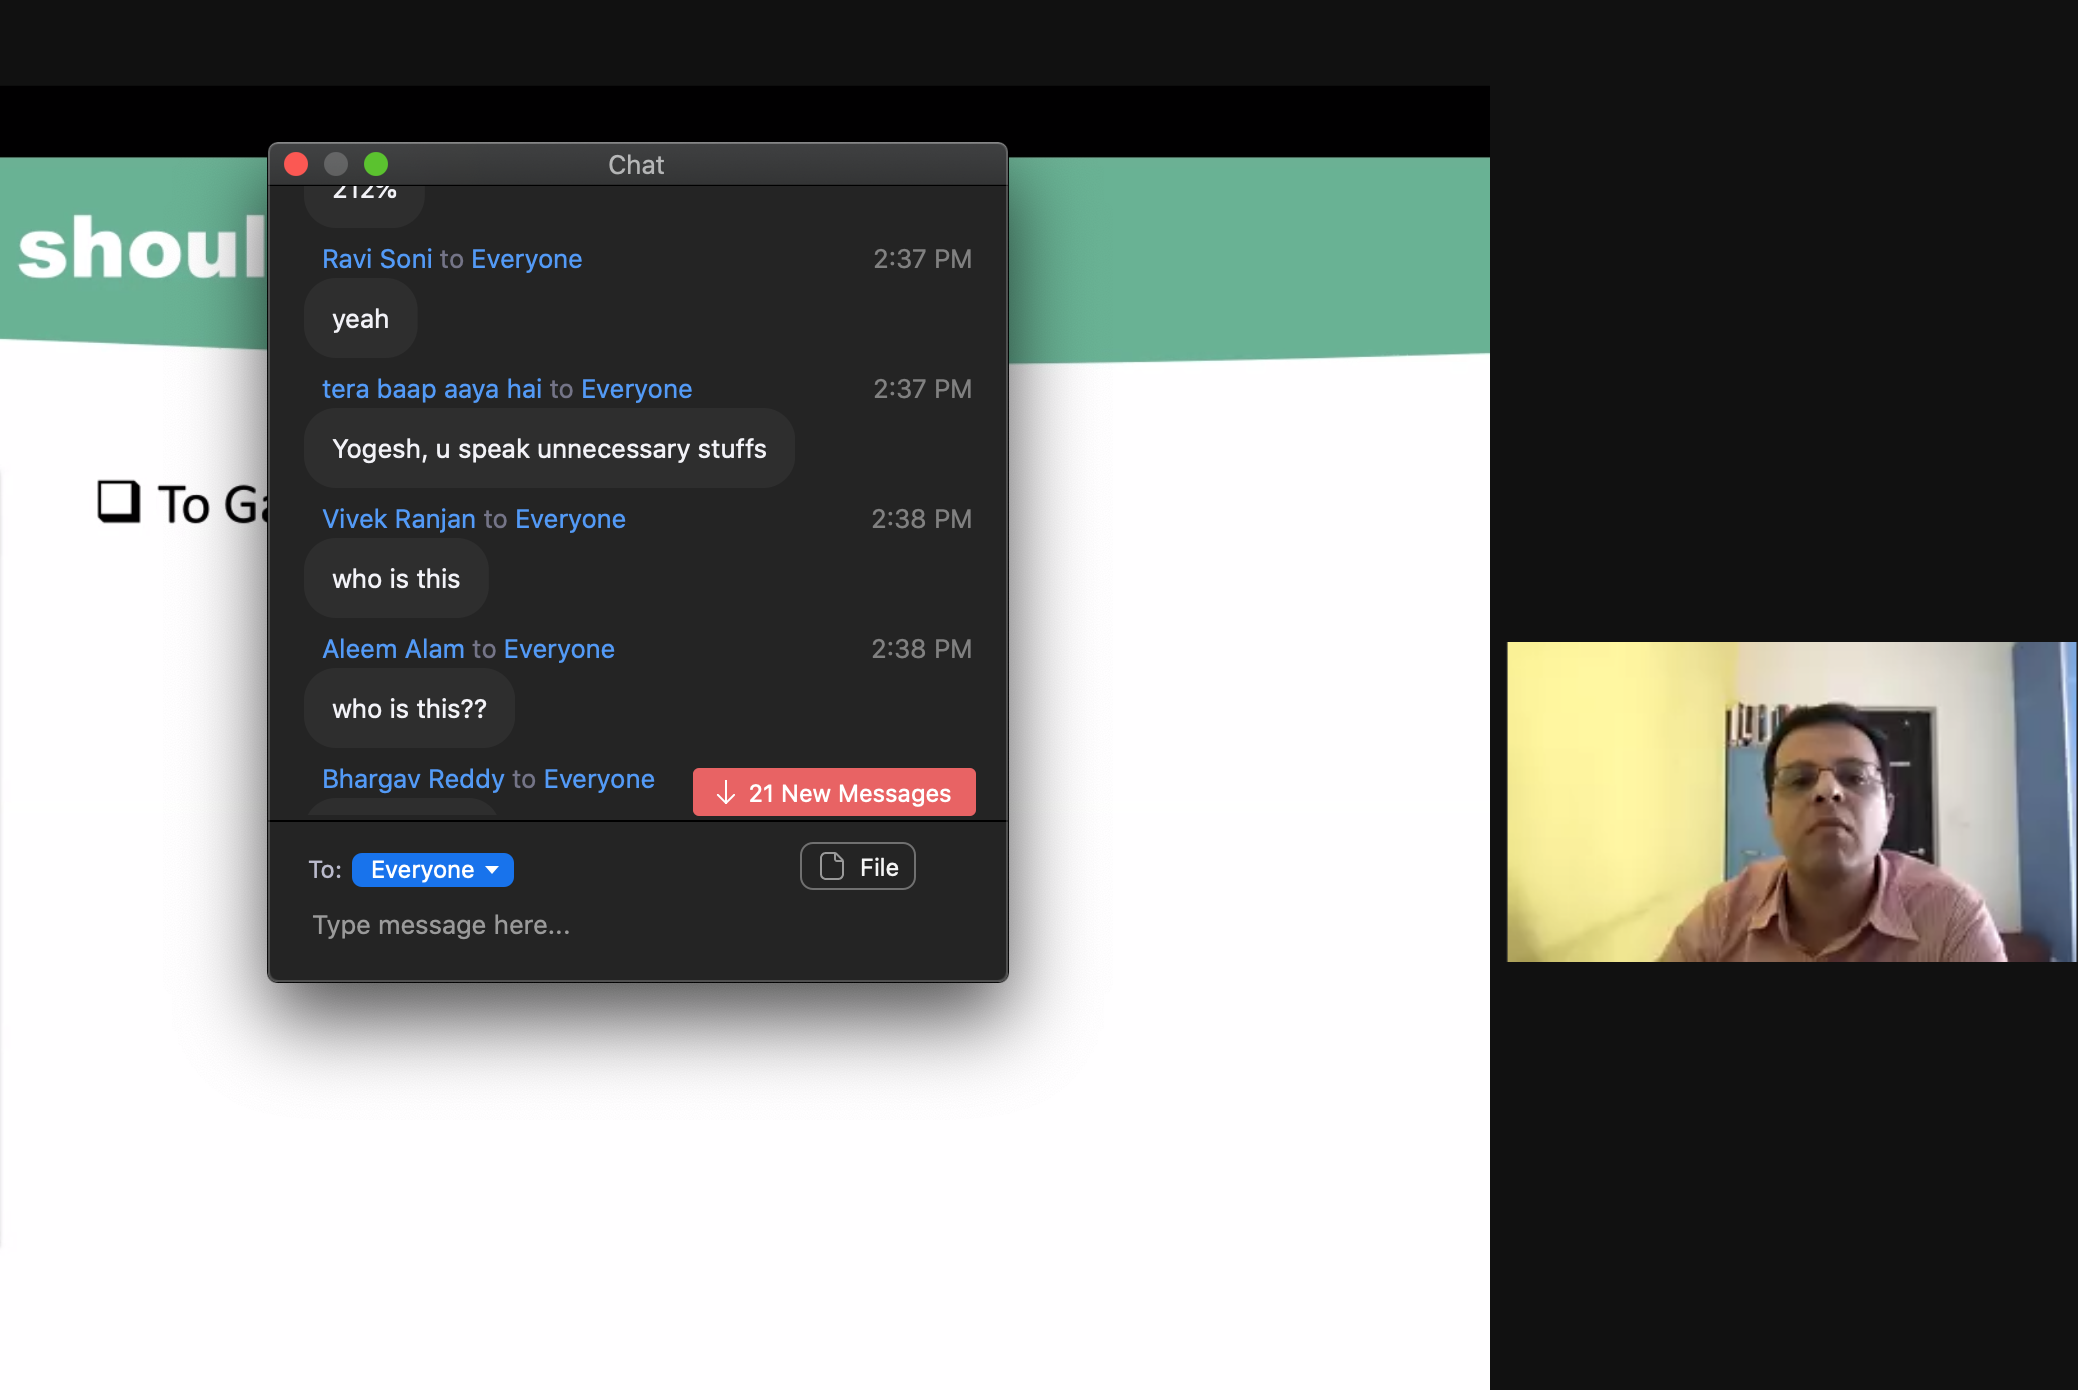 Chat
212%
Ravi Soni to Everyone 2:37 PM
yeah
tera baap aaya hai to Everyone 2:37 PM
Yogesh, u speak unnecessary stuffs
Vivek Ranjan to Everyone 2:38 PM
who is this
Aleem Alam to Everyone 2:38 PM
who is this??
Bhargav Reddy to Everyone
↓ 21 New Messages
To: Everyone
File
Type message here...
shoul
To Ga